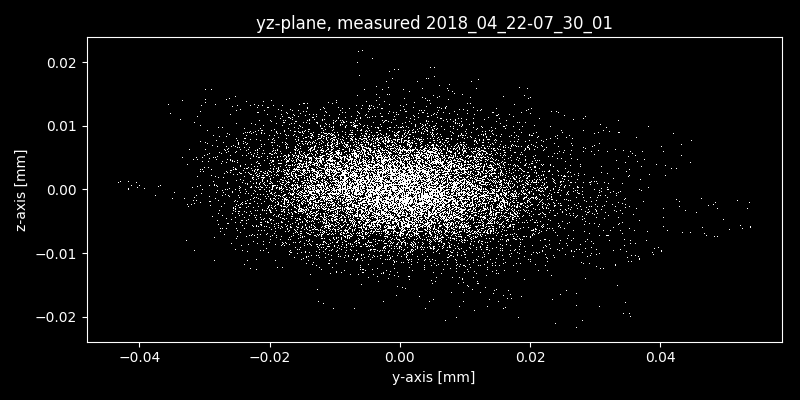 yz-plane, measured 2018_04_22-07_30_01
0.02
0.01
0.00
−0.01
−0.02
z-axis [mm]
−0.04 −0.02 0.00 0.02 0.04
y-axis [mm]